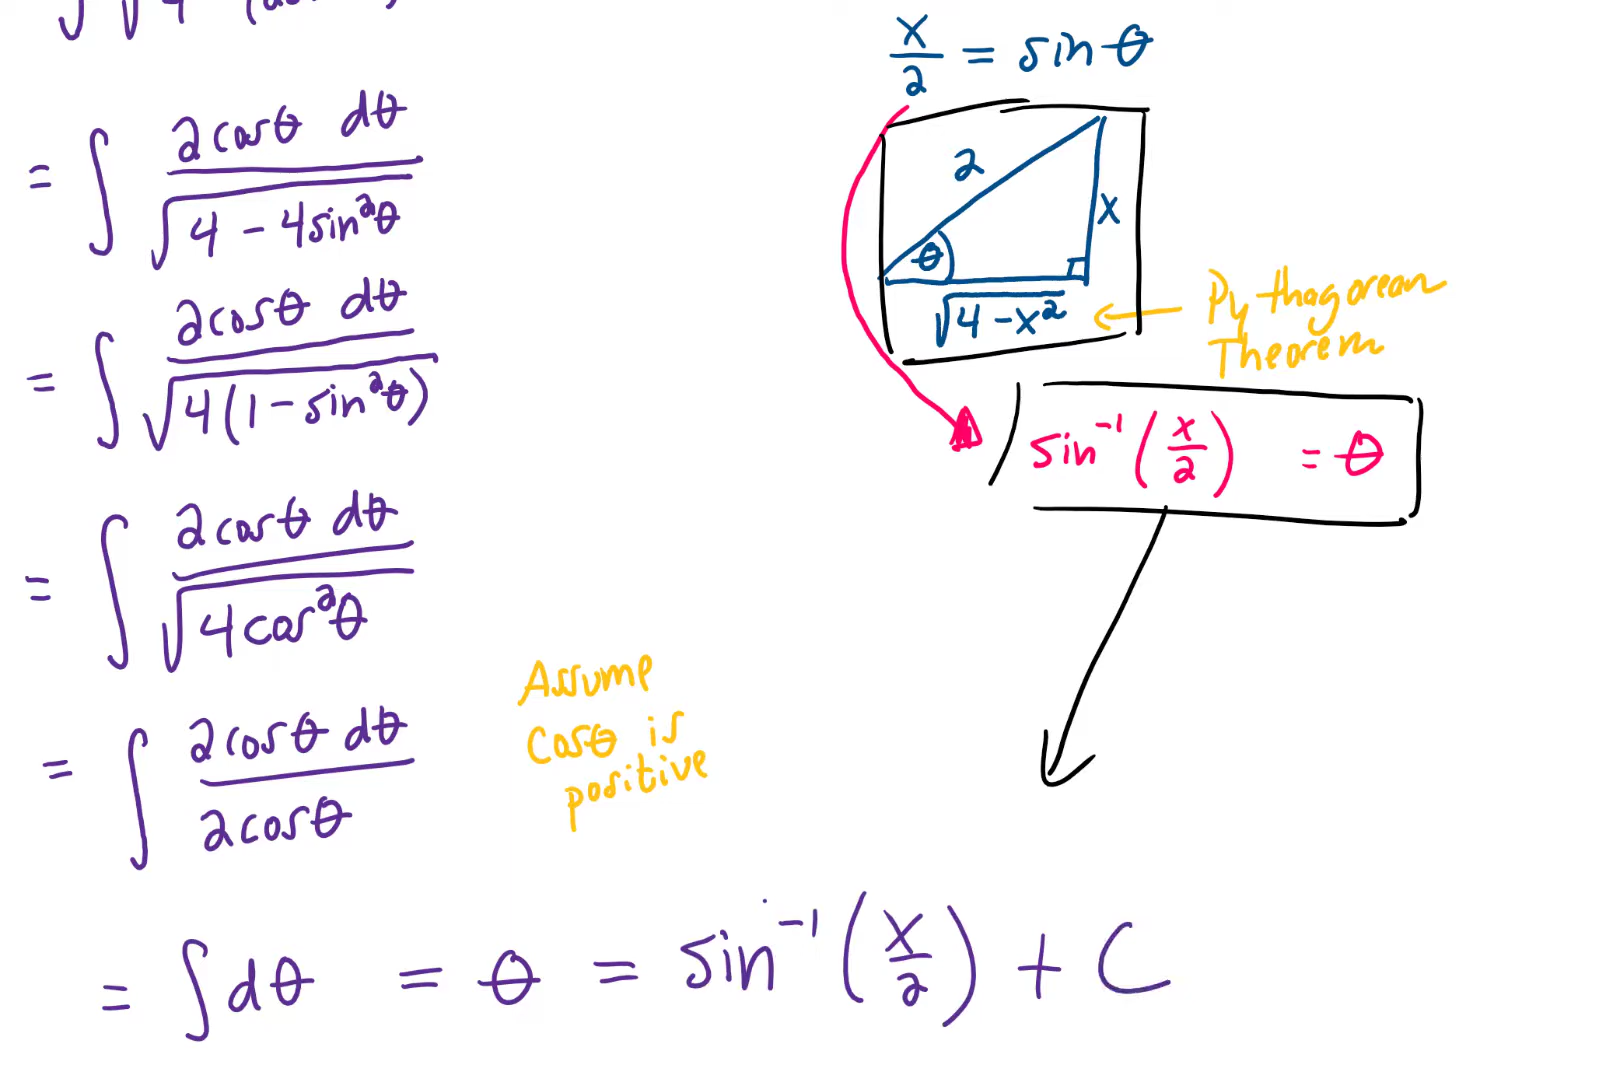 = ∫ 2cosθ dθ / √(4 - 4sin²θ)
= ∫ 2cosθ dθ / √(4(1 - sin²θ))
= ∫ 2cosθ dθ / √(4cos²θ)
= ∫ 2cosθ dθ / 2cosθ
Assume
cosθ is
positive
= ∫ dθ = θ = sin⁻¹(x/2) + C
x/2 = sin θ
2
x
θ
√(4 - x²)
Pythagorean
Theorem
sin⁻¹(x/2) = θ